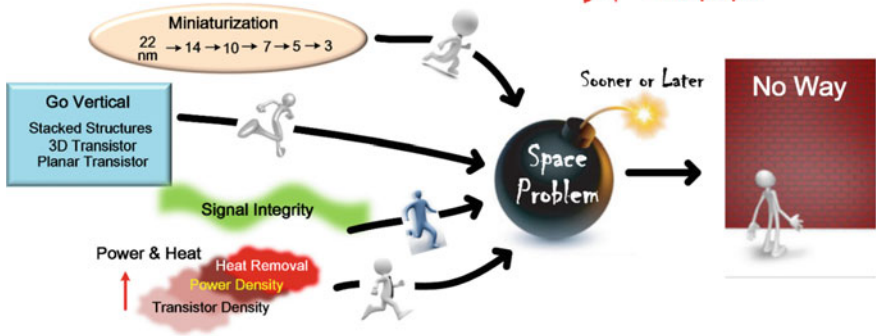 Miniaturization
22 nm → 14 → 10 → 7 → 5 → 3
Go Vertical
Stacked Structures
3D Transistor
Planar Transistor
Signal Integrity
Power & Heat
Heat Removal
Power Density
Transistor Density
Space
Problem
Sooner or Later
No Way